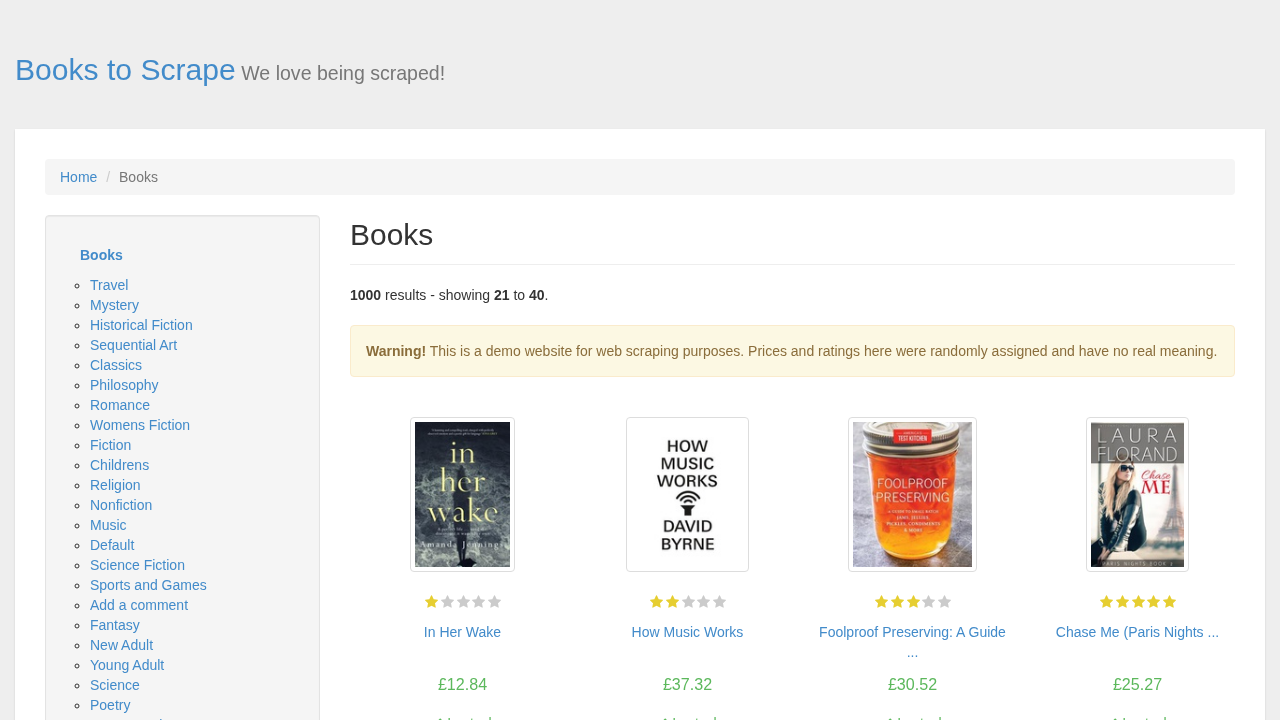 Books to Scrape We love being scraped!
Home / Books
Books
Travel
Mystery
Historical Fiction
Sequential Art
Classics
Philosophy
Romance
Womens Fiction
Fiction
Childrens
Religion
Nonfiction
Music
Default
Science Fiction
Sports and Games
Add a comment
Fantasy
New Adult
Young Adult
Science
Poetry
Books
1000 results - showing 21 to 40.
Warning! This is a demo website for web scraping purposes. Prices and ratings here were randomly assigned and have no real meaning.
in
her
wake
Amanda Jennings
In Her Wake
£12.84
HOW
MUSIC
WORKS
DAVID
BYRNE
How Music Works
£37.32
AMERICA'S
TEST KITCHEN
FOOLPROOF
PRESERVING
Foolproof Preserving: A Guide
...
£30.52
LAURA
FLORAND
Chase
ME
PARIS NIGHTS BOOK
Chase Me (Paris Nights ...
£25.27